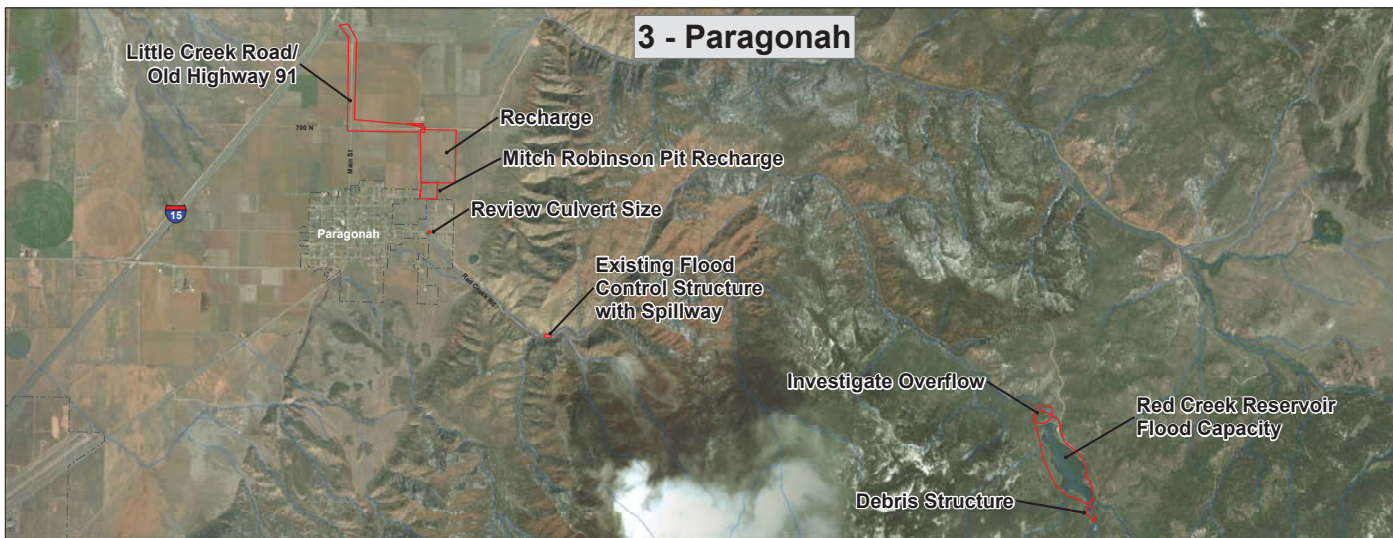 3 - Paragonah
Little Creek Road/
Old Highway 91
Recharge
700 N
Mitch Robinson Pit Recharge
Main St
Review Culvert Size
15
Paragonah
Existing Flood
Control Structure
with Spillway
Red Creek Rd
Investigate Overflow
Red Creek Reservoir
Flood Capacity
Debris Structure